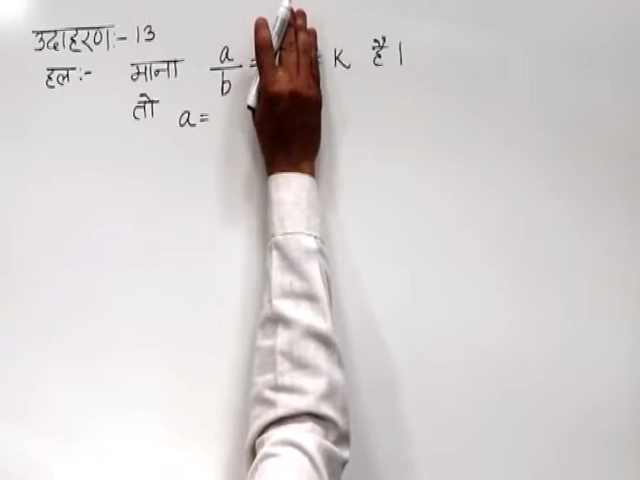 उदाहरण:- 13
हल:- माना a/b = = K है।
तो a =